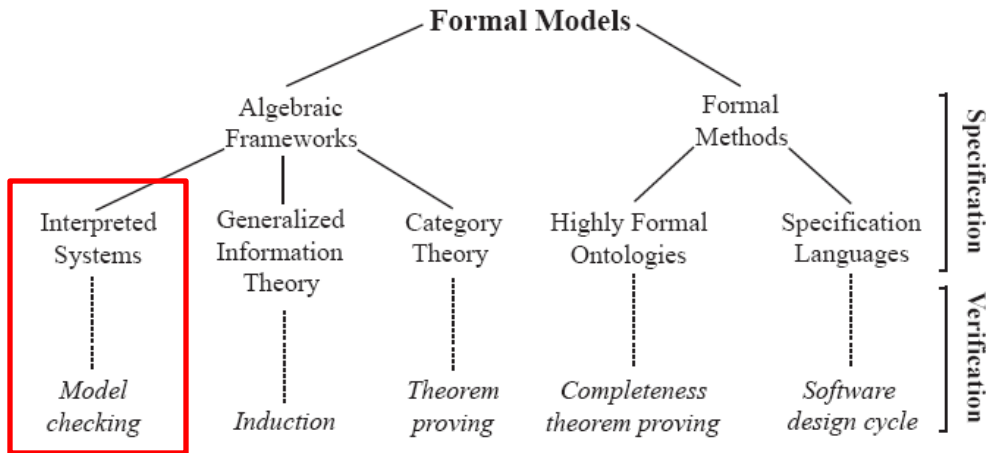 Formal Models
Algebraic
Frameworks
Formal
Methods
Interpreted
Systems
Generalized
Information
Theory
Category
Theory
Highly Formal
Ontologies
Specification
Languages
Specification
Model
checking
Induction
Theorem
proving
Completeness
theorem proving
Software
design cycle
Verification